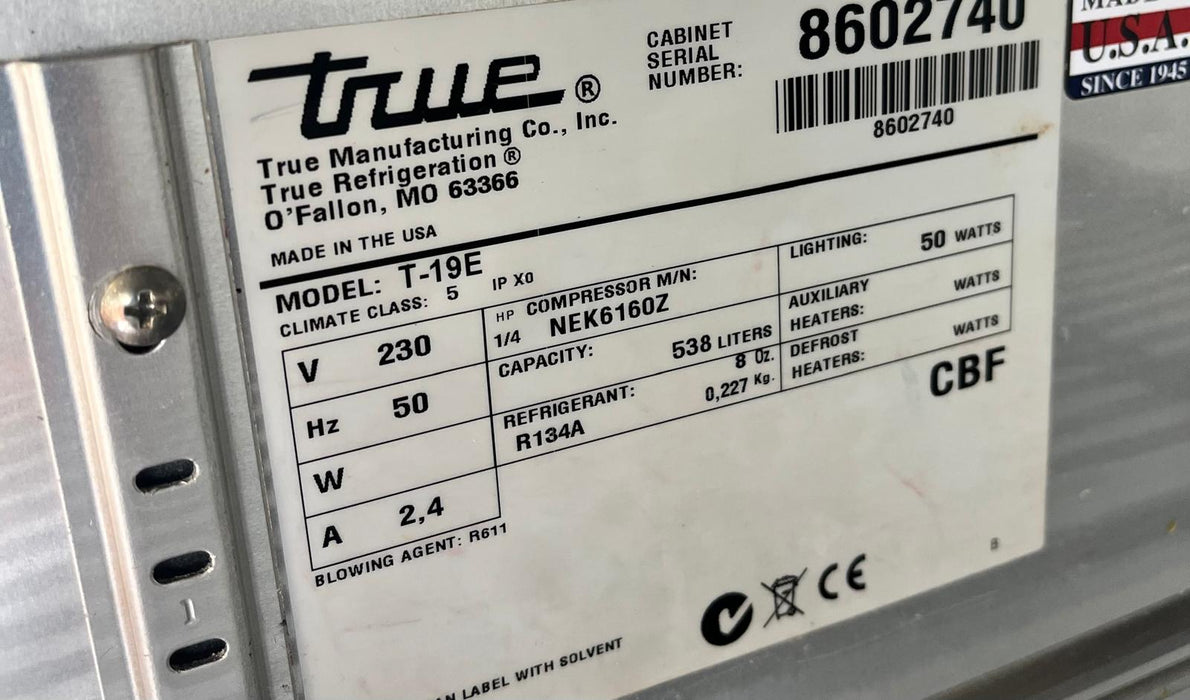 true®
True Manufacturing Co., Inc.
True Refrigeration®
O'Fallon, MO 63366
MADE IN THE USA
CABINET
SERIAL
NUMBER:
8602740
8602740
U.S.A.
SINCE 1945
MODEL: T-19E
CLIMATE CLASS: 5 IP X0
V 230
Hz 50
W
A 2,4
HP COMPRESSOR M/N:
1/4 NEK6160Z
CAPACITY: 538 LITERS
REFRIGERANT: 8 Oz.
R134A 0,227 Kg.
LIGHTING: 50 WATTS
AUXILIARY HEATERS: WATTS
DEFROST HEATERS: WATTS
CBF
BLOWING AGENT: R611
B
CE
LABEL WITH SOLVENT